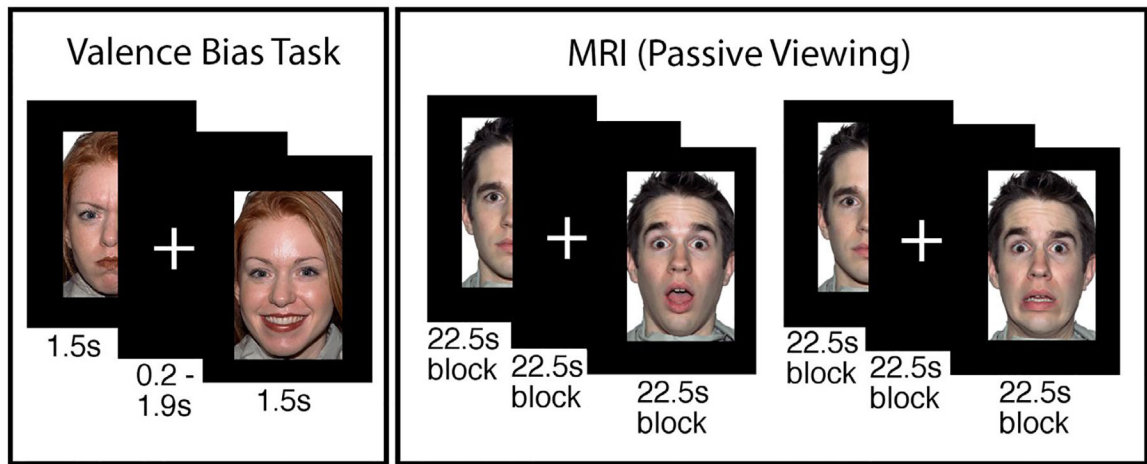 Valence Bias Task
1.5s
0.2 -
1.9s
1.5s
MRI (Passive Viewing)
22.5s
block
22.5s
block
22.5s
block
22.5s
block
22.5s
block
22.5s
block